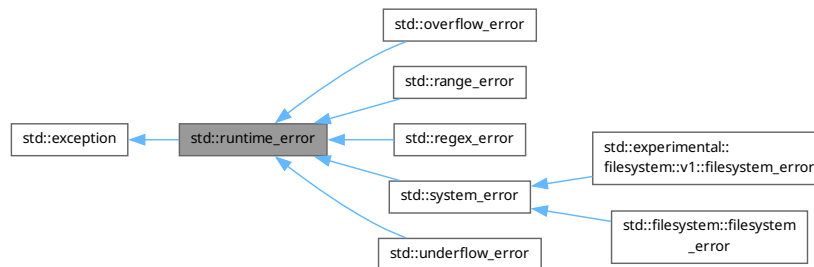 std::overflow_error
std::range_error
std::exception
std::runtime_error
std::regex_error
std::experimental::
filesystem::v1::filesystem_error
std::system_error
std::filesystem::filesystem
_error
std::underflow_error